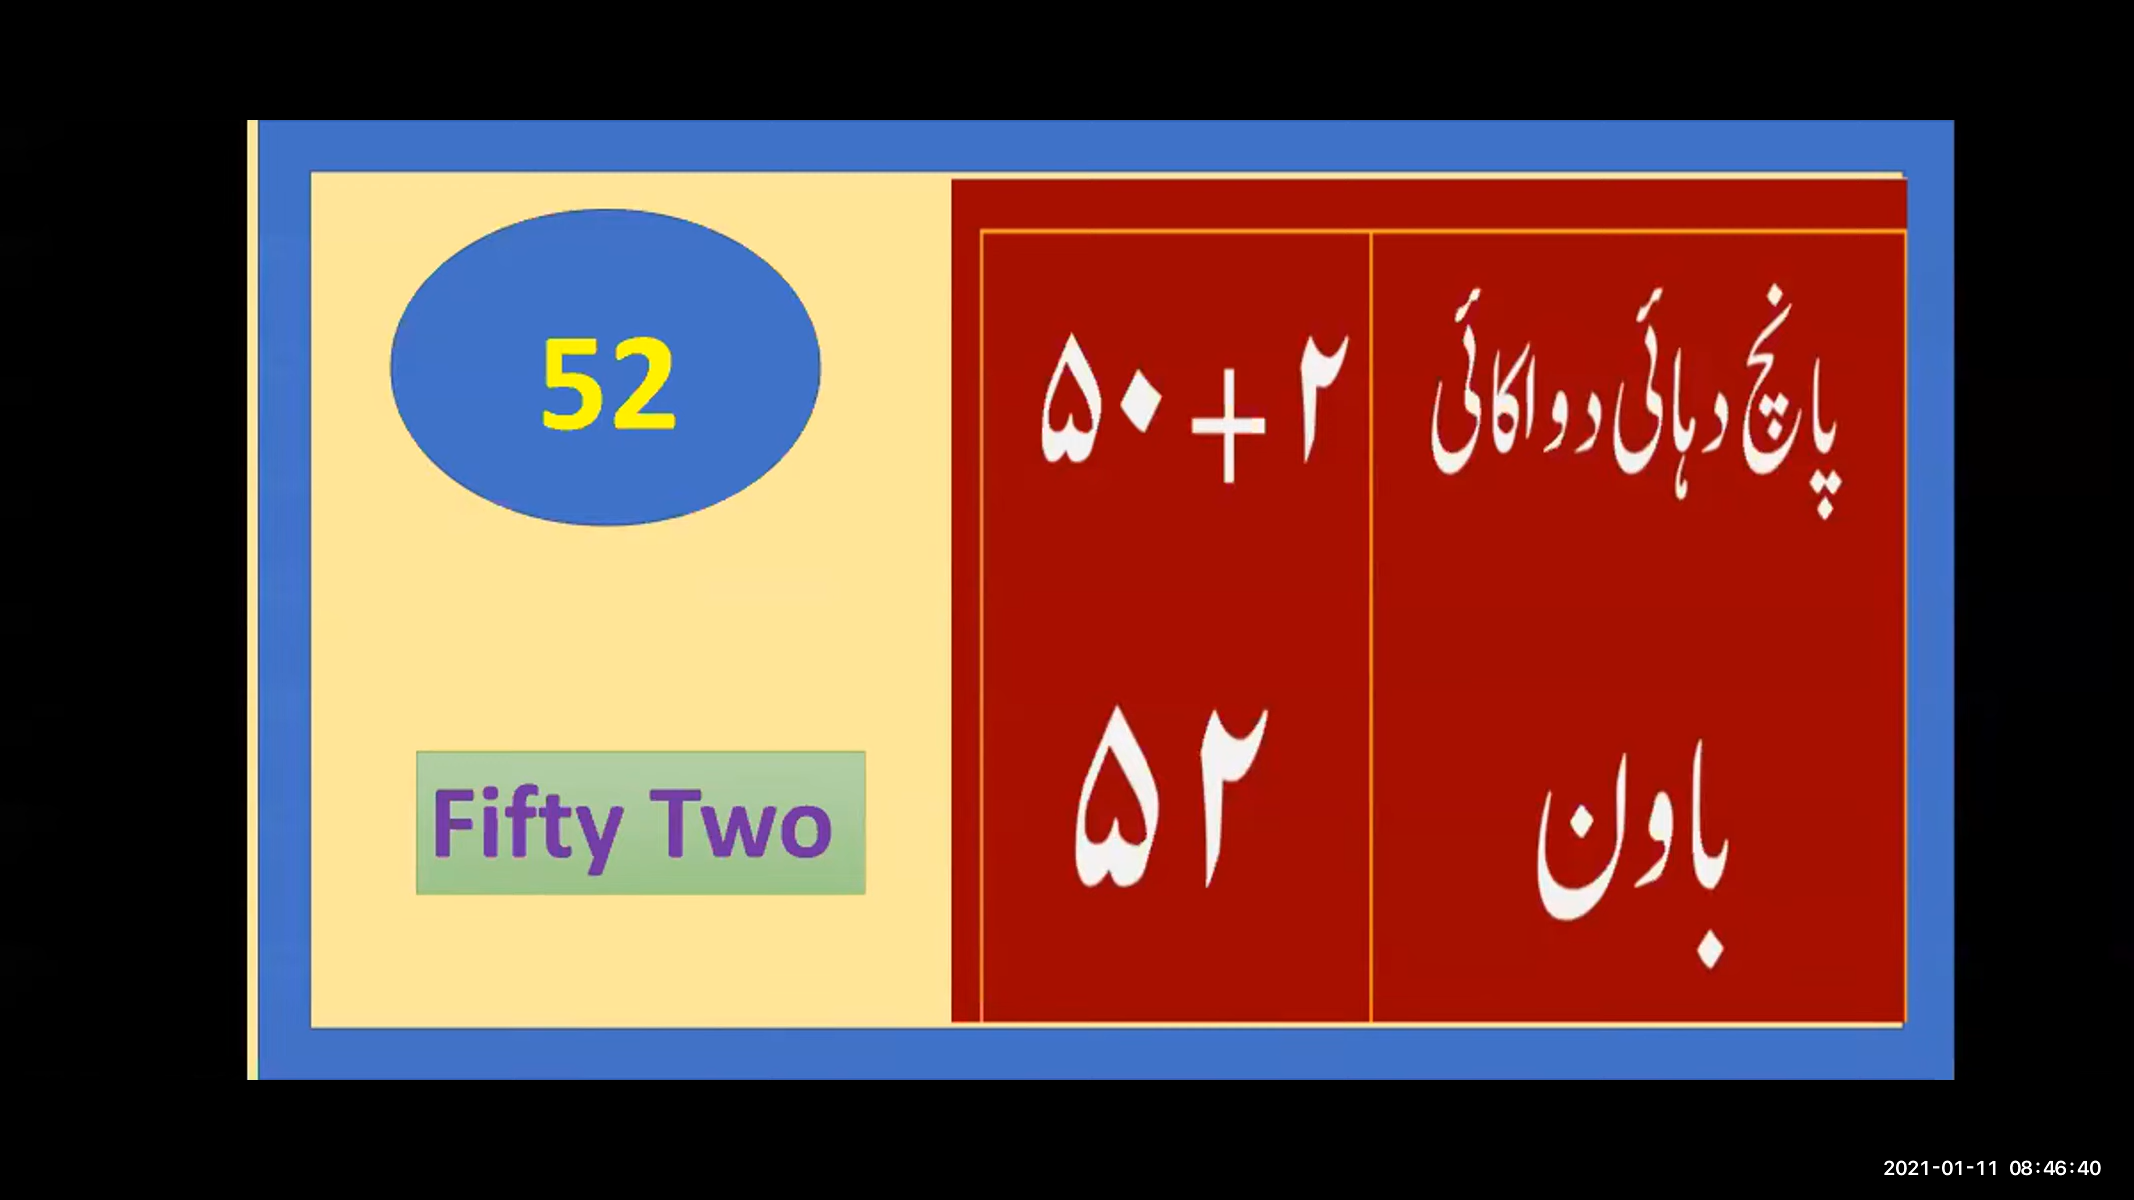 52
Fifty Two
۵۰+۲
پانچ دہائی دو اکائی
۵۲
باون
2021-01-11 08:46:40